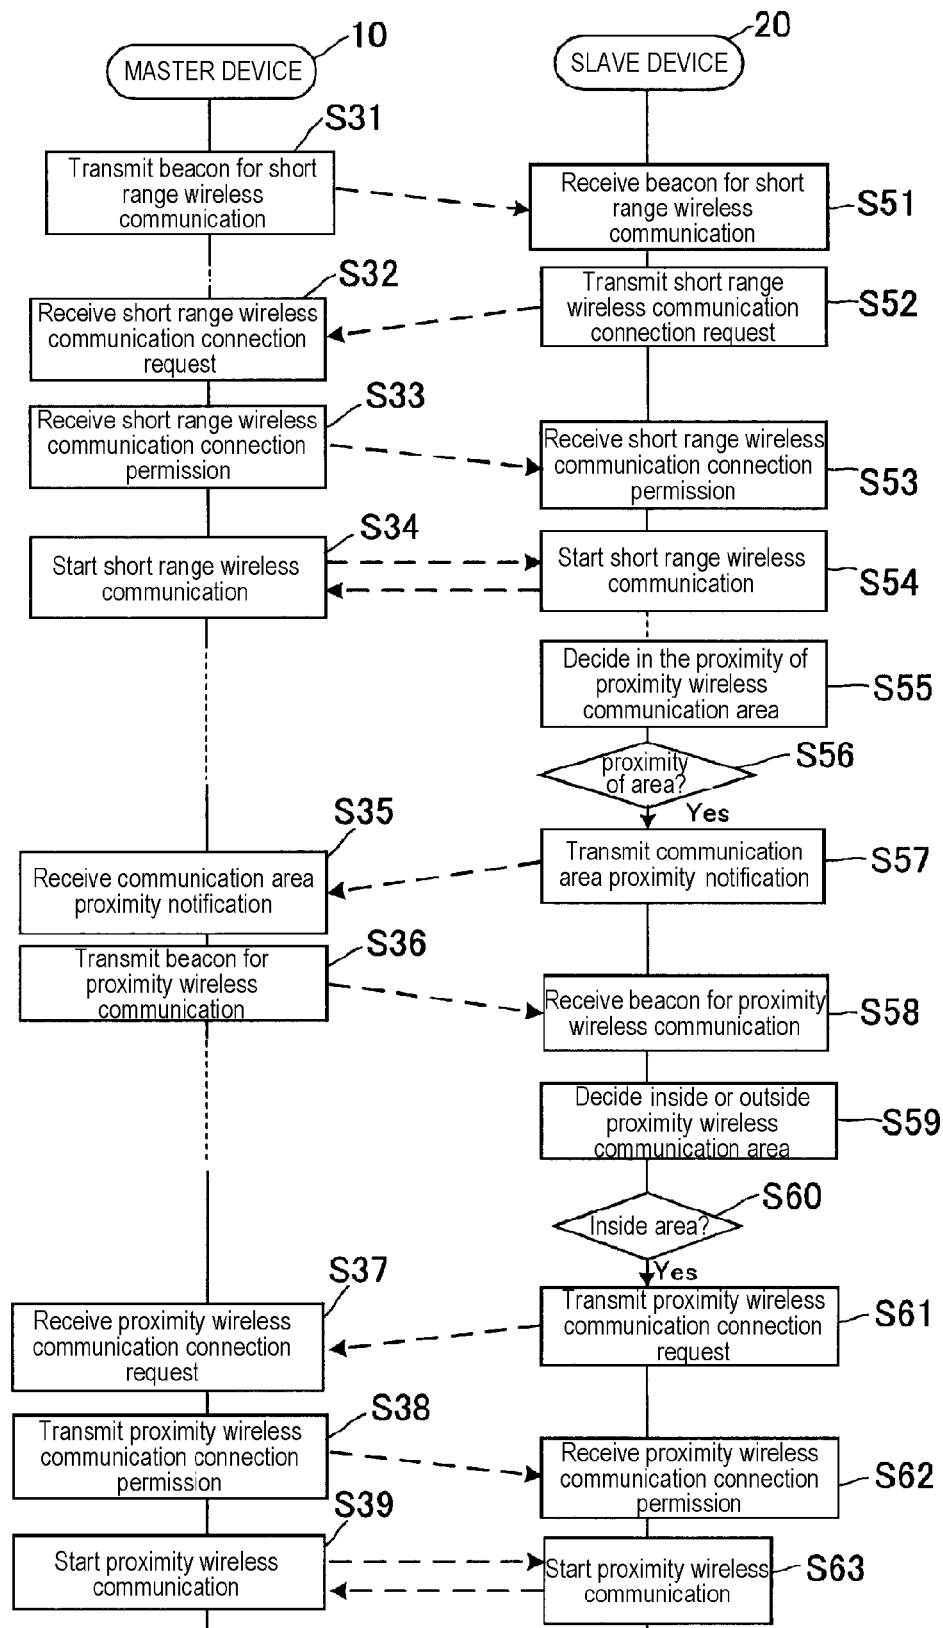 10
MASTER DEVICE
20
SLAVE DEVICE
S31
Transmit beacon for short
range wireless
communication
Receive beacon for short
range wireless
communication
S51
S32
Receive short range wireless
communication connection
request
Transmit short range
wireless communication
connection request
S52
S33
Receive short range wireless
communication connection
permission
Receive short range wireless
communication connection
permission
S53
S34
Start short range wireless
communication
Start short range wireless
communication
S54
Decide in the proximity of
proximity wireless
communication area
S55
proximity
of area?
S56
Yes
S35
Receive communication area
proximity notification
Transmit communication
area proximity notification
S57
S36
Transmit beacon for
proximity wireless
communication
Receive beacon for proximity
wireless communication
S58
Decide inside or outside
proximity wireless
communication area
S59
Inside area?
S60
Yes
S37
Receive proximity wireless
communication connection
request
Transmit proximity wireless
communication connection
request
S61
S38
Transmit proximity wireless
communication connection
permission
Receive proximity wireless
communication connection
permission
S62
S39
Start proximity wireless
communication
Start proximity wireless
communication
S63